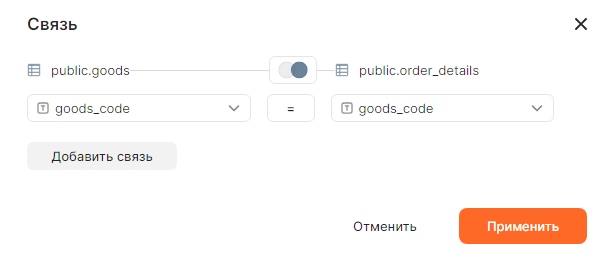 Связь
public.goods public.order_details
goods_code = goods_code
Добавить связь
Отменить Применить